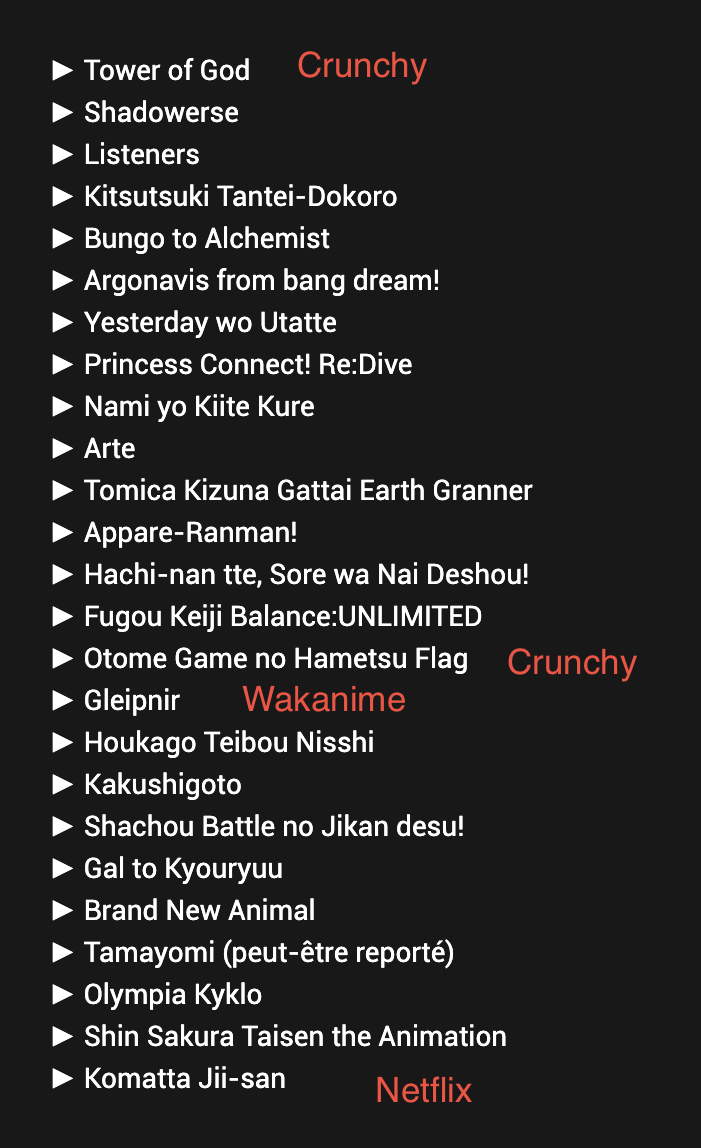 ► Tower of God Crunchy
► Shadowerse
► Listeners
► Kitsutsuki Tantei-Dokoro
► Bungo to Alchemist
► Argonavis from bang dream!
► Yesterday wo Utatte
► Princess Connect! Re:Dive
► Nami yo Kiite Kure
► Arte
► Tomica Kizuna Gattai Earth Granner
► Appare-Ranman!
► Hachi-nan tte, Sore wa Nai Deshou!
► Fugou Keiji Balance:UNLIMITED
► Otome Game no Hametsu Flag Crunchy
► Gleipnir Wakanime
► Houkago Teibou Nisshi
► Kakushigoto
► Shachou Battle no Jikan desu!
► Gal to Kyouryuu
► Brand New Animal
► Tamayomi (peut-être reporté)
► Olympia Kyklo
► Shin Sakura Taisen the Animation
► Komatta Jii-san Netflix